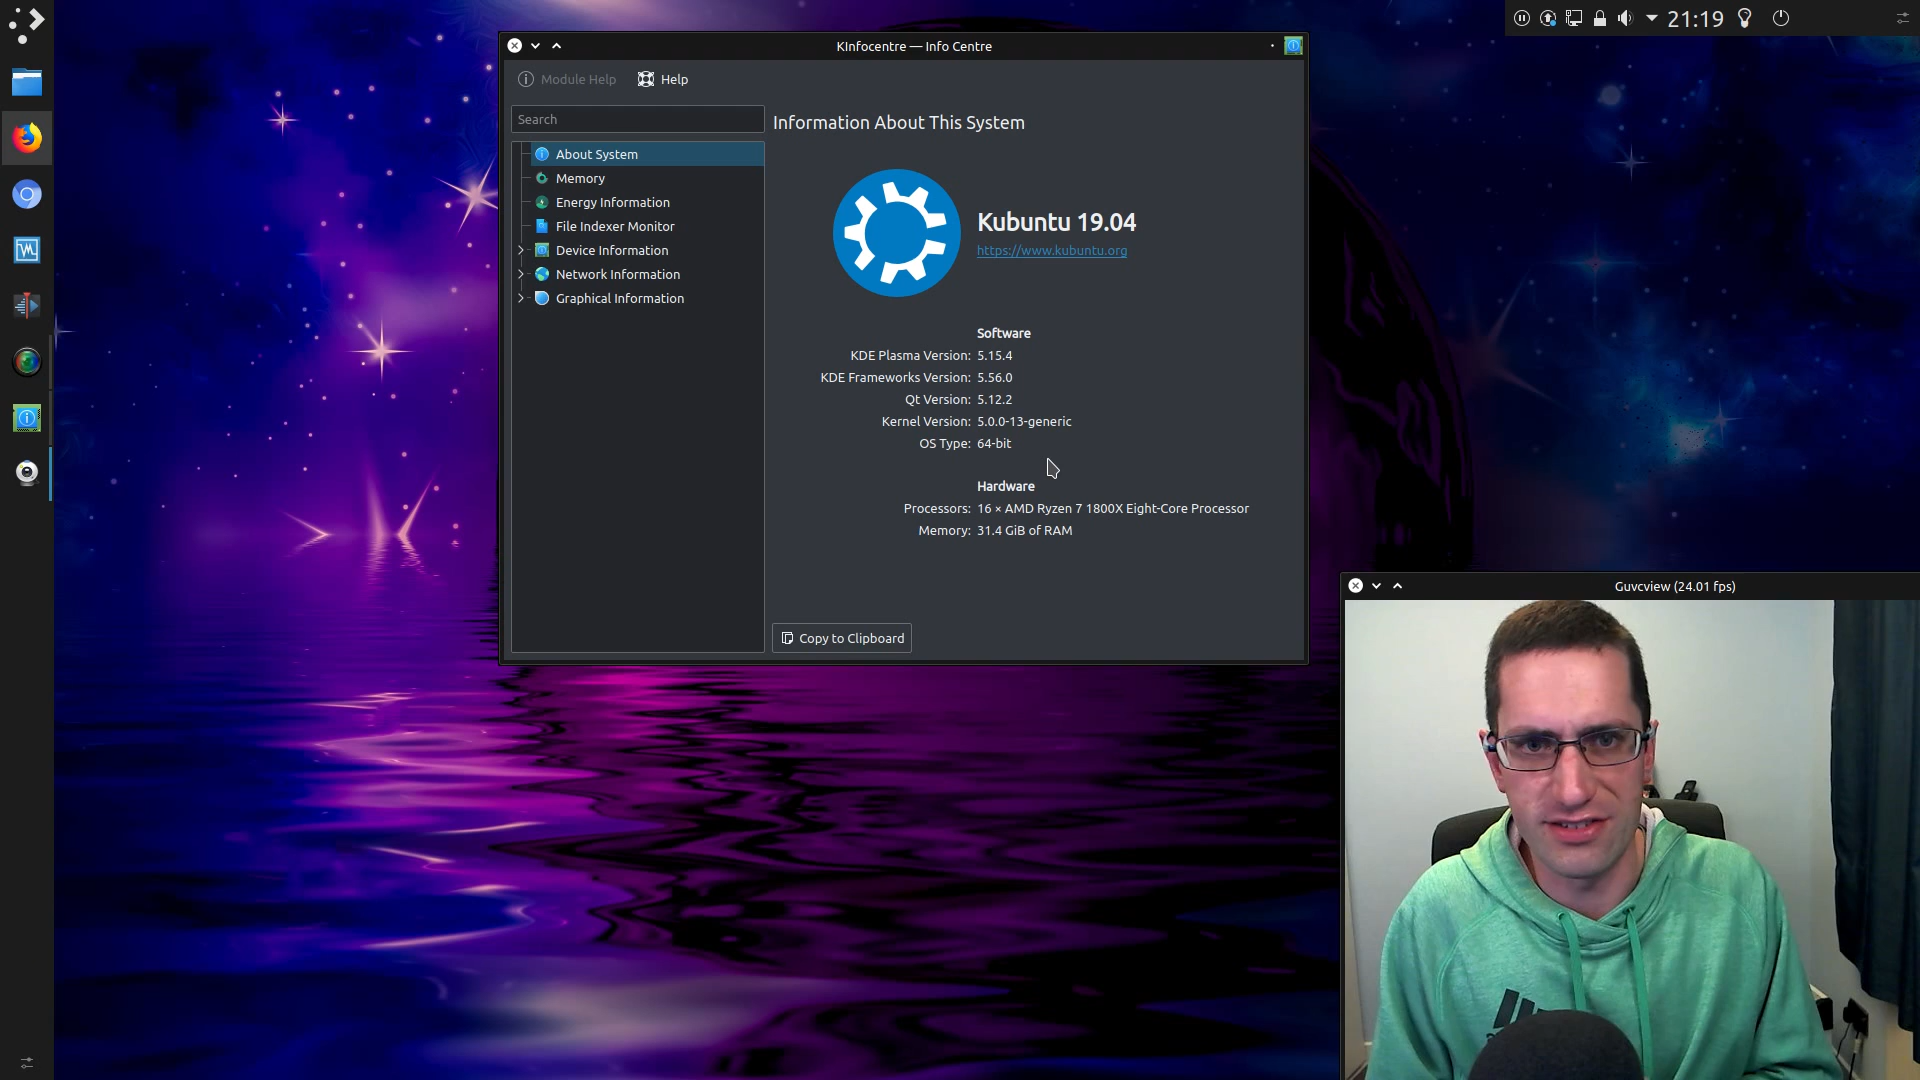 21:19
KInfocentre — Info Centre
Module Help
Help
Search
Information About This System
About System
Memory
Energy Information
File Indexer Monitor
Device Information
Network Information
Graphical Information
Kubuntu 19.04
https://www.kubuntu.org
Software
KDE Plasma Version: 5.15.4
KDE Frameworks Version: 5.56.0
Qt Version: 5.12.2
Kernel Version: 5.0.0-13-generic
OS Type: 64-bit
Hardware
Processors: 16 × AMD Ryzen 7 1800X Eight-Core Processor
Memory: 31.4 GiB of RAM
Copy to Clipboard
Guvcview (24.01 fps)